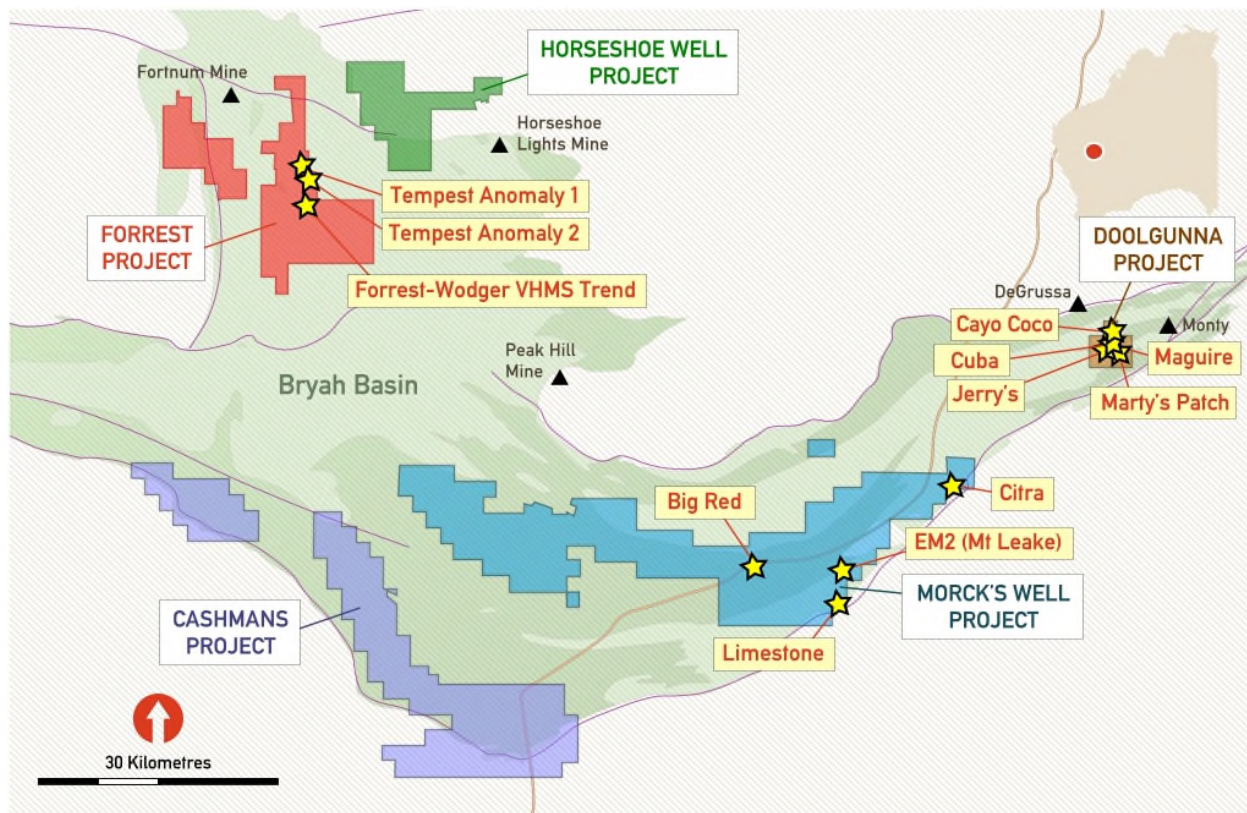 HORSESHOE WELL
PROJECT
Fortnum Mine
Horseshoe
Lights Mine
Tempest Anomaly 1
Tempest Anomaly 2
FORREST
PROJECT
Forrest-Wodger VHMS Trend
DOOLGUNNA
PROJECT
DeGrussa
Cayo Coco
Monty
Cuba
Maguire
Jerry's
Marty's Patch
Peak Hill
Mine
Bryah Basin
Big Red
Citra
EM2 (Mt Leake)
MORCK'S WELL
PROJECT
CASHMANS
PROJECT
Limestone
30 Kilometres